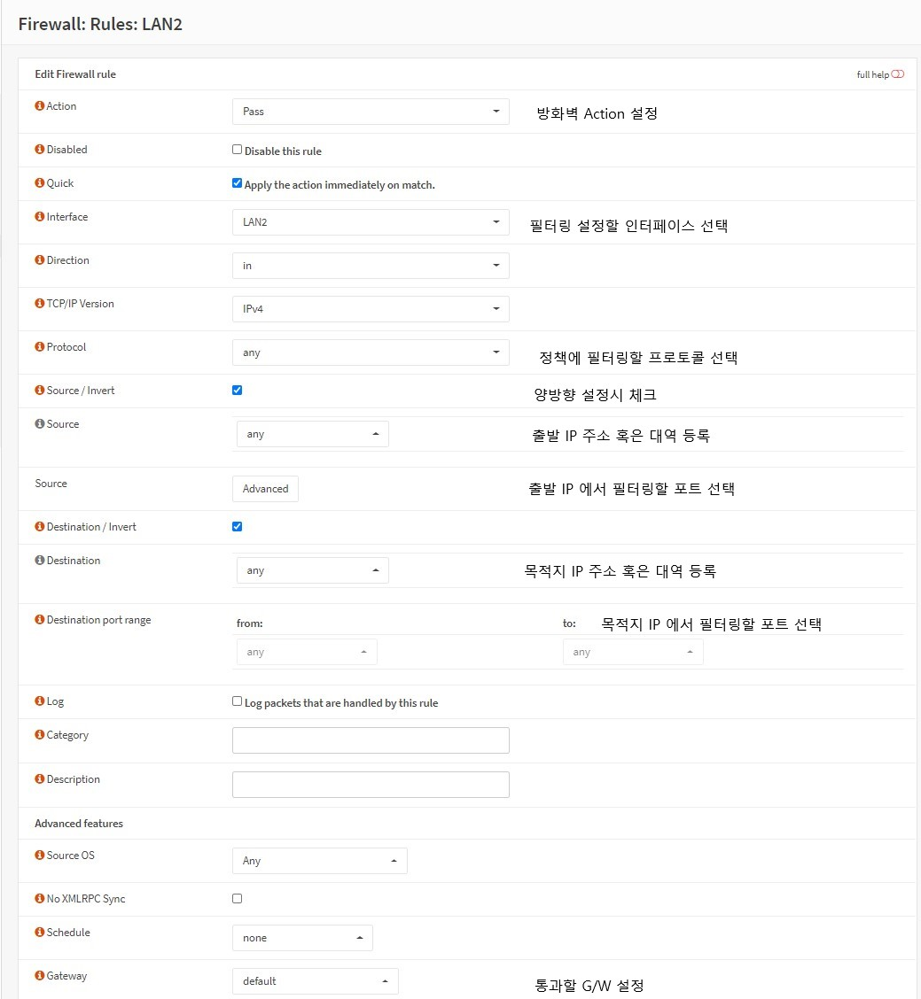 Firewall: Rules: LAN2
Edit Firewall rule full help
Action Pass 방화벽 Action 설정
Disabled Disable this rule
Quick Apply the action immediately on match.
Interface LAN2 필터링 설정할 인터페이스 선택
Direction in
TCP/IP Version IPv4
Protocol any 정책에 필터링할 프로토콜 선택
Source / Invert 양방향 설정시 체크
Source any 출발 IP 주소 혹은 대역 등록
Source Advanced 출발 IP 에서 필터링할 포트 선택
Destination / Invert
Destination any 목적지 IP 주소 혹은 대역 등록
Destination port range from: to: 목적지 IP 에서 필터링할 포트 선택
any any
Log Log packets that are handled by this rule
Category
Description
Advanced features
Source OS Any
No XMLRPC Sync
Schedule none
Gateway default 통과할 G/W 설정